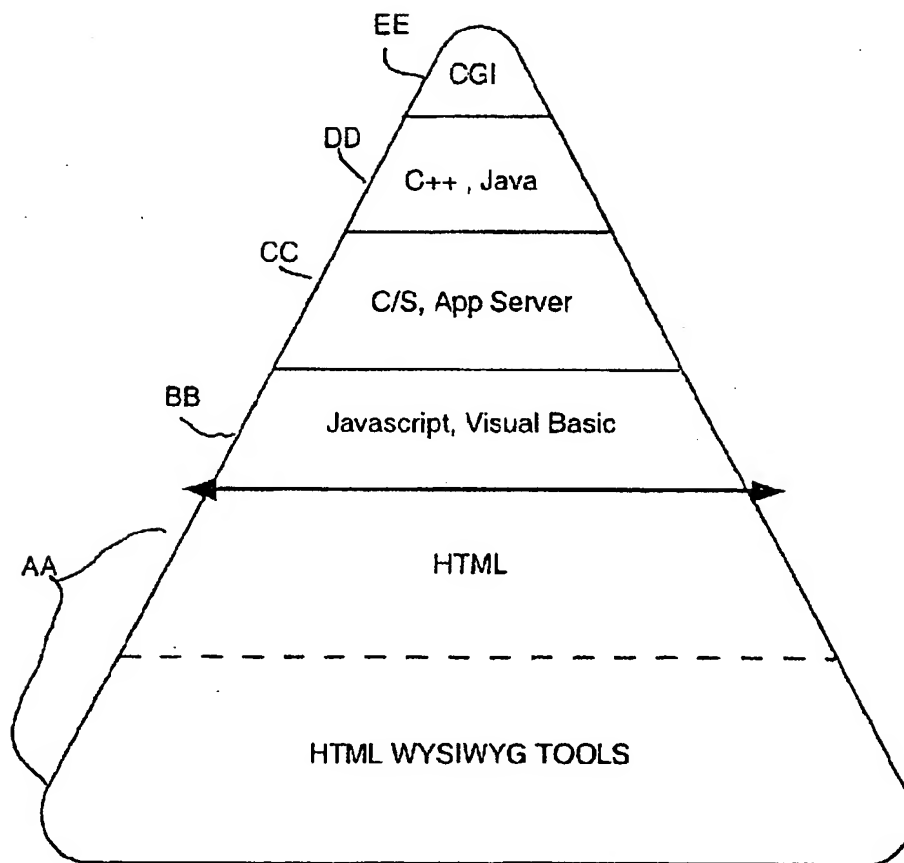 EE
CGI
DD
C++ , Java
CC
C/S, App Server
BB
Javascript, Visual Basic
AA
HTML
HTML WYSIWYG TOOLS